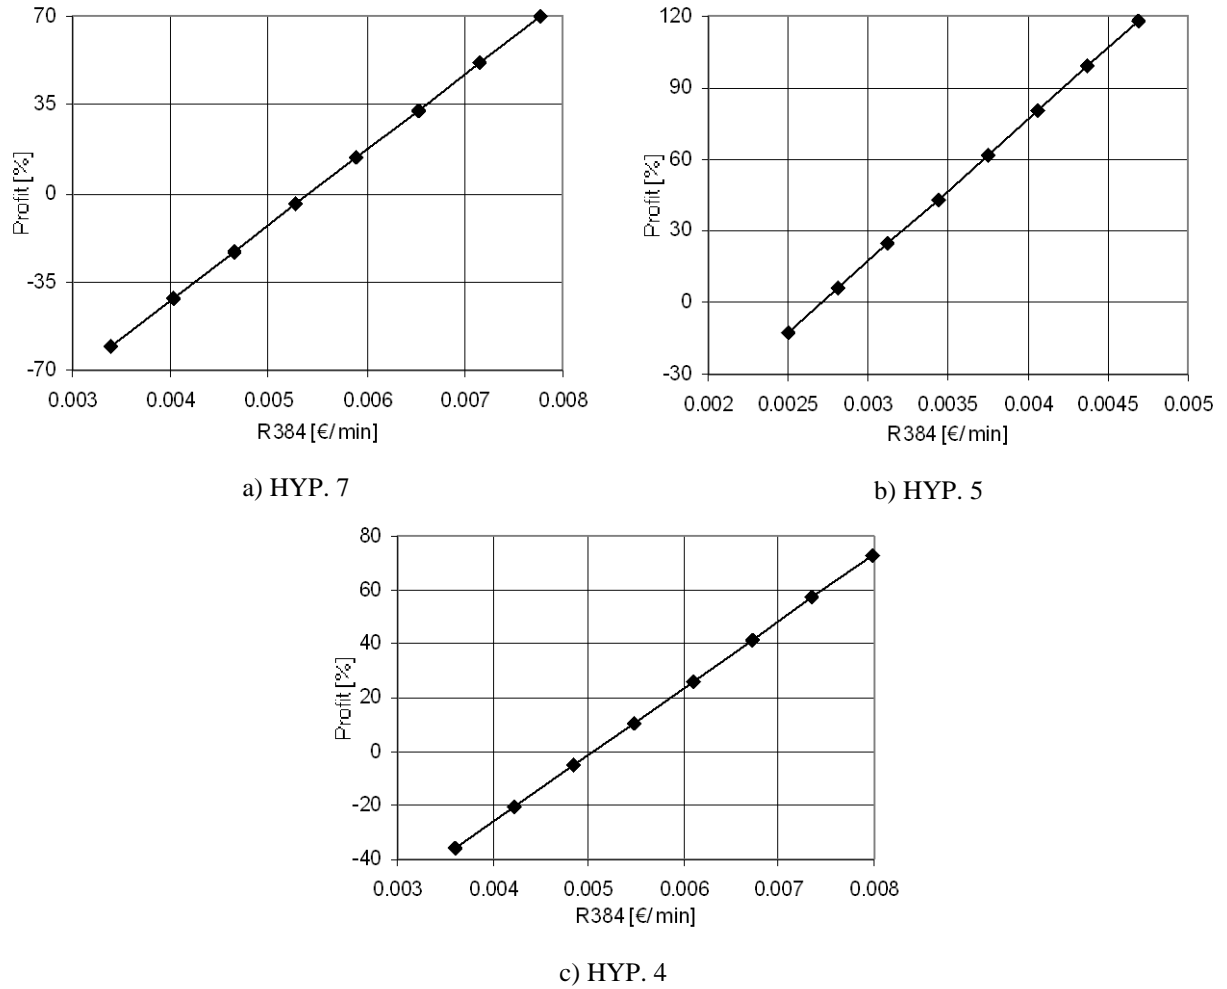 70
35
0
-35
-70
Profit [%]
0.003 0.004 0.005 0.006 0.007 0.008
R384 [€/min]
a) HYP. 7
120
90
60
30
0
-30
Profit [%]
0.002 0.0025 0.003 0.0035 0.004 0.0045 0.005
R384 [€/min]
b) HYP. 5
80
60
40
20
0
-20
-40
Profit [%]
0.003 0.004 0.005 0.006 0.007 0.008
R384 [€/min]
c) HYP. 4